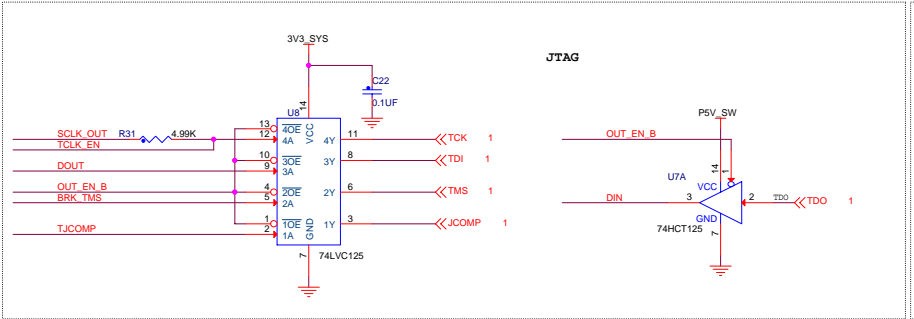 JTAG
3V3_SYS
C22
0.1UF
14
U8
VCC
SCLK_OUT
R31
4.99K
TCLK_EN
DOUT
OUT_EN_B
BRK_TMS
TJCOMP
13
4OE
12
4A
10
3OE
9
3A
4
2OE
5
2A
1
1OE
2
1A
GND
7
74LVC125
4Y
11
TCK 1
3Y
8
TDI 1
2Y
6
TMS 1
1Y
3
JCOMP 1
P5V_SW
OUT_EN_B
14
1
U7A
VCC
DIN
3
2
TDO
TDO 1
GND
74HCT125
7